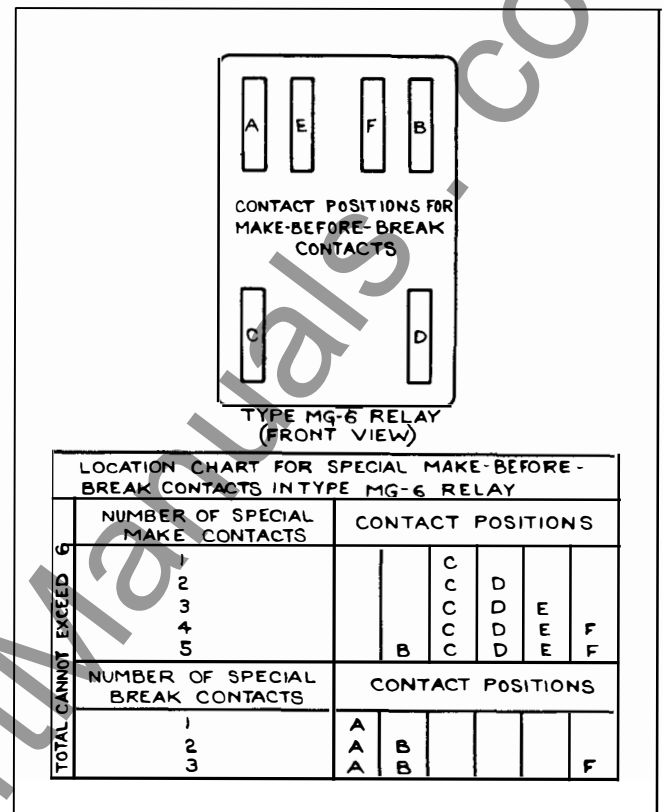 A E F B
CONTACT POSITIONS FOR
MAKE-BEFORE-BREAK
CONTACTS
C D
TYPE MG-6 RELAY
(FRONT VIEW)
LOCATION CHART FOR SPECIAL MAKE-BEFORE-
BREAK CONTACTS IN TYPE MG-6 RELAY
TOTAL CANNOT EXCEED 6
NUMBER OF SPECIAL
MAKE CONTACTS
CONTACT POSITIONS
1 C
2 C D
3 C D E
4 C D E F
5 B C D E F
NUMBER OF SPECIAL
BREAK CONTACTS
CONTACT POSITIONS
1 A
2 A B
3 A B F